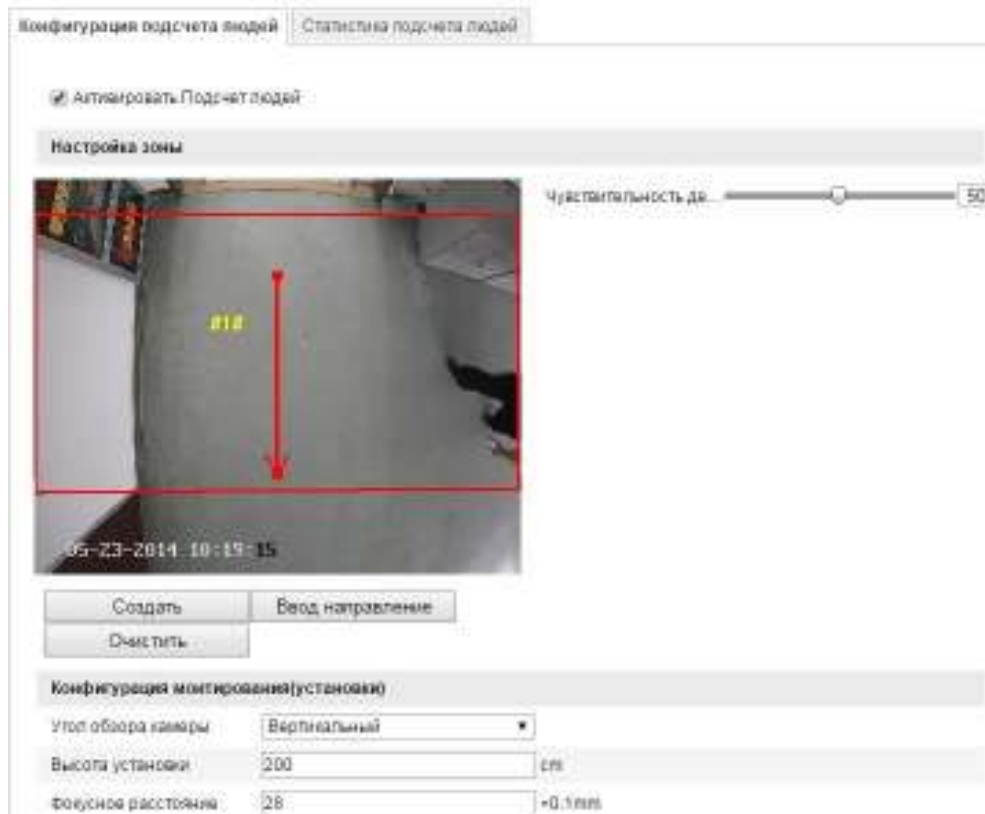 Конфигурация подсчета людей Статистика подсчета людей
Активировать Подсчет людей
Настройка зоны
Чувствительность де... 50
#1#
05-23-2014 10:19:15
Создать Ввод направление
Очистить
Конфигурация монтирования(установки)
Угол обзора камеры Вертикальный
Высота установки 200 cm
Фокусное расстояние 28 *0.1mm